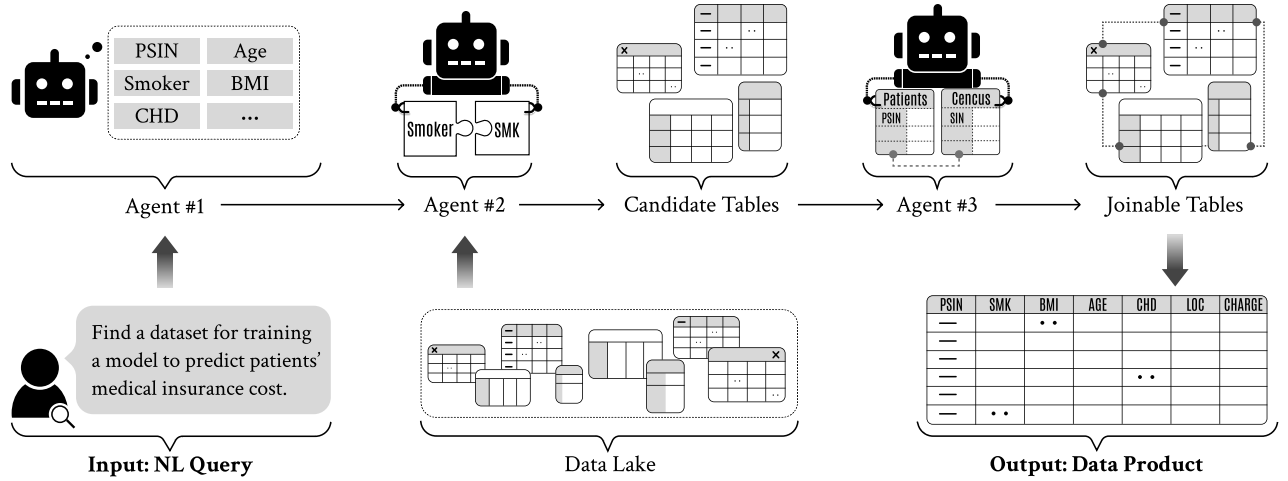 PSIN Age
Smoker BMI
CHD ...
Smoker SMK
Patients Cencus
PSIN SIN
Agent #1
Agent #2
Candidate Tables
Agent #3
Joinable Tables
Find a dataset for training
a model to predict patients’
medical insurance cost.
PSIN SMK BMI AGE CHD LOC CHARGE
Input: NL Query
Data Lake
Output: Data Product